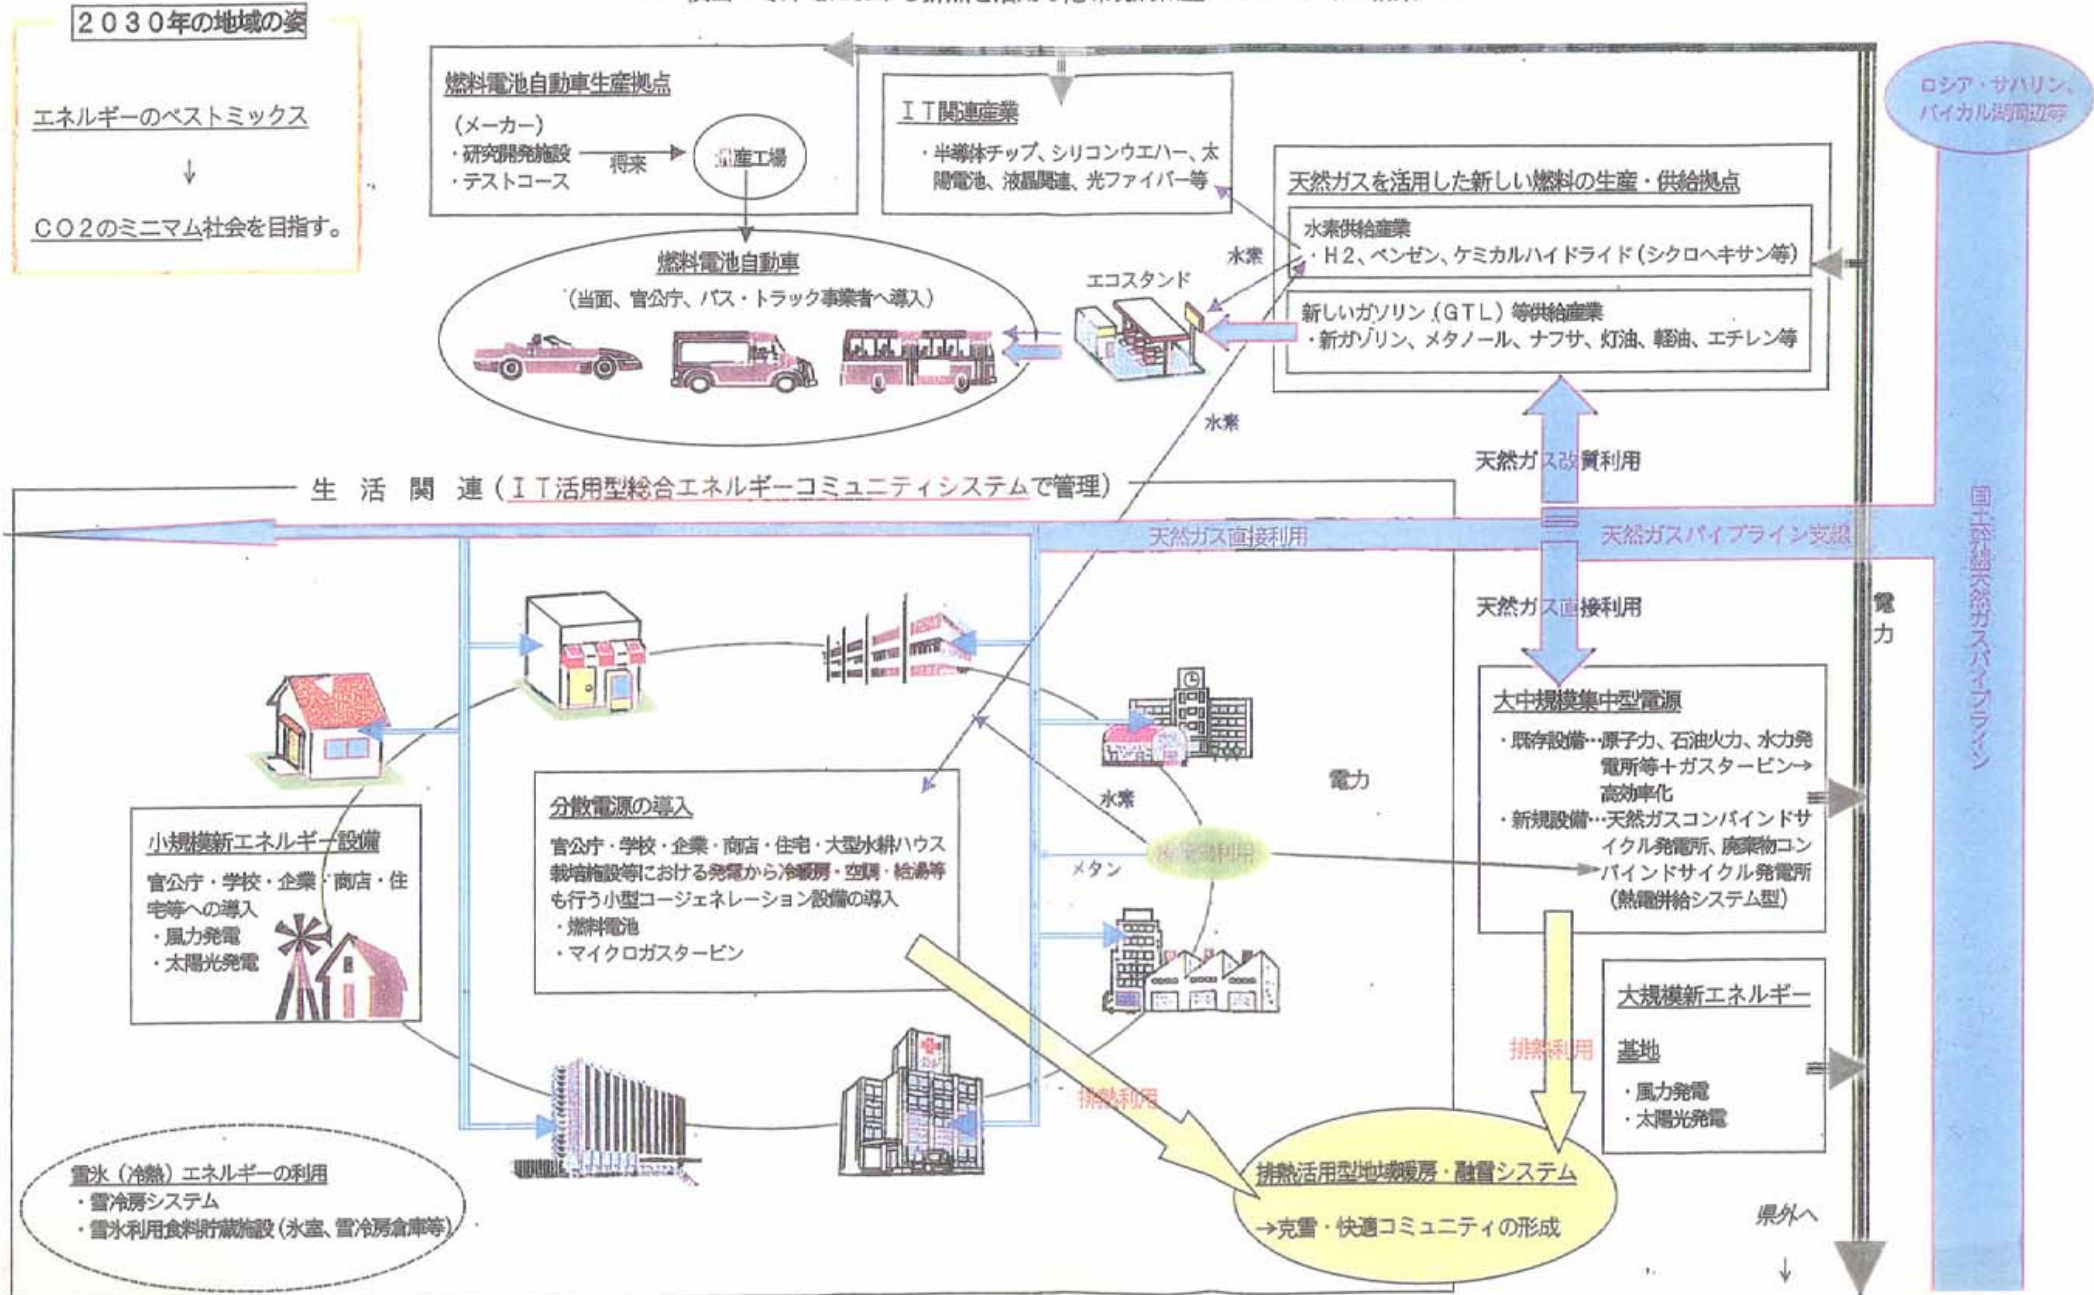 2030年の地域の姿
エネルギーのベストミックス
↓
CO2のミニマム社会を目指す。
燃料電池自動車生産拠点
(メーカー)
・研究開発施設
・テストコース
将来
産工場
IT関連産業
・半導体チップ、シリコンウエハー、太
陽電池、液晶関連、光ファイバー等
ロシア・サハリン、
バイカル湖周辺等
天然ガスを活用した新しい燃料の生産・供給拠点
水素供給産業
・H2、ベンゼン、ケミカルハイドライド(シクロヘキサン等)
新しいガソリン(GTL)等供給産業
・新ガソリン、メタノール、ナフサ、灯油、軽油、エチレン等
燃料電池自動車
(当面、官公庁、バス・トラック事業者へ導入)
エコスタンド
水素
水素
天然ガス改質利用
生活関連(IT活用型総合エネルギーコミュニティシステムで管理)
天然ガス直接利用
天然ガスパイプライン支線
国土幹線天然ガスパイプライン
天然ガス直接利用
電力
大中規模集中型電源
・既存設備…原子力、石油火力、水力発
電所等+ガスタービン→
高効率化
・新規設備…天然ガスコンバインドサ
イクル発電所、廃棄物コン
バインドサイクル発電所
(熱電併給システム型)
電力
水素
メタン
利用
分散電源の導入
官公庁・学校・企業・商店・住宅・大型水耕ハウス
栽培施設等における発電から冷暖房・空調・給湯等
も行う小型コージェネレーション設備の導入
・燃料電池
・マイクロガスタービン
小規模新エネルギー設備
官公庁・学校・企業・商店・住
宅等への導入
・風力発電
・太陽光発電
大規模新エネルギー
基地
・風力発電
・太陽光発電
排熱利用
排熱利用
雪氷(冷熱)エネルギーの利用
・雪冷房システム
・雪氷利用食料貯蔵施設(氷室、雪冷房倉庫等)
排熱活用型地域暖房・融雪システム
→克雪・快適コミュニティの形成
県外へ
↓